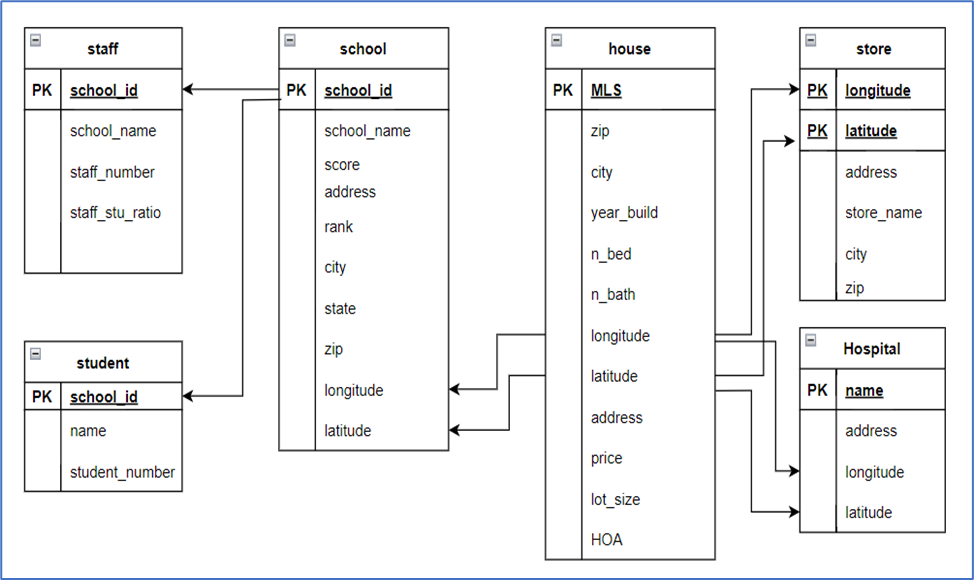 staff
PK school_id
school_name
staff_number
staff_stu_ratio
student
PK school_id
name
student_number
school
PK school_id
school_name
score
address
rank
city
state
zip
longitude
latitude
house
PK MLS
zip
city
year_build
n_bed
n_bath
longitude
latitude
address
price
lot_size
HOA
store
PK longitude
PK latitude
address
store_name
city
zip
Hospital
PK name
address
longitude
latitude